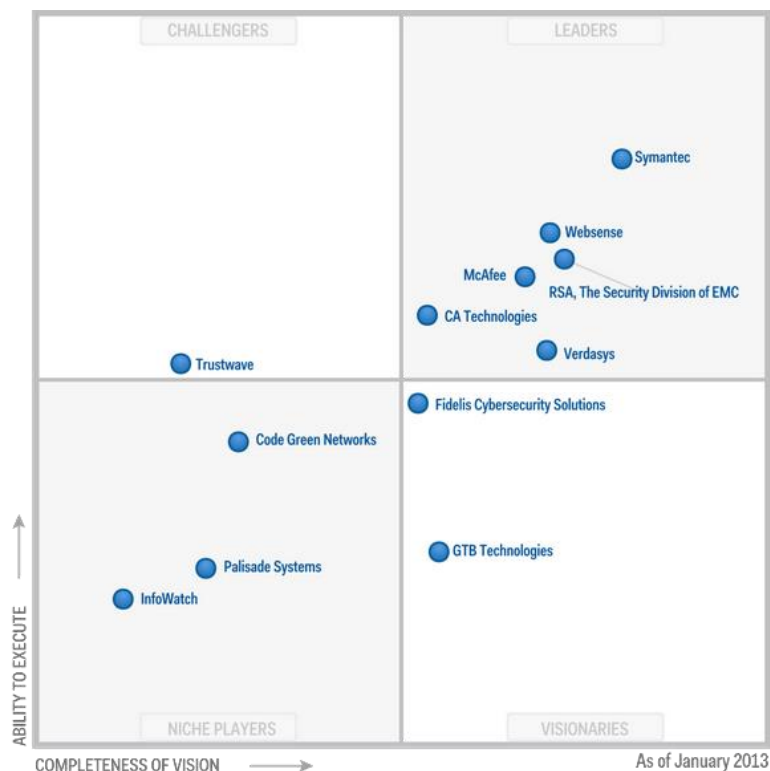 CHALLENGERS
LEADERS
Symantec
Websense
McAfee
RSA, The Security Division of EMC
CA Technologies
Verdasys
Trustwave
Fidelis Cybersecurity Solutions
Code Green Networks
GTB Technologies
Palisade Systems
InfoWatch
ABILITY TO EXECUTE
NICHE PLAYERS
VISIONARIES
COMPLETENESS OF VISION
As of January 2013